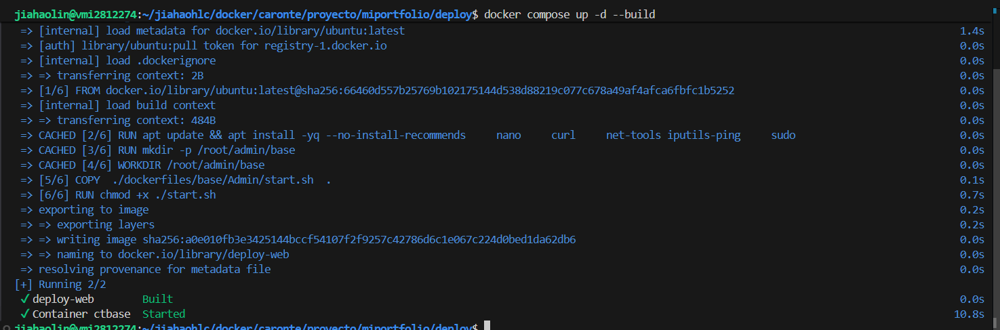 jiahaolin@vmi2812274:~/jiahaohlc/docker/caronte/proyecto/miportfolio/deploy$ docker compose up -d --build
=> [internal] load metadata for docker.io/library/ubuntu:latest 1.4s
=> [auth] library/ubuntu:pull token for registry-1.docker.io 0.0s
=> [internal] load .dockerignore 0.0s
=> => transferring context: 2B 0.0s
=> [1/6] FROM docker.io/library/ubuntu:latest@sha256:66460d557b25769b102175144d538d88219c077c678a49af4afca6fbfc1b5252 0.0s
=> [internal] load build context 0.0s
=> => transferring context: 484B 0.0s
=> CACHED [2/6] RUN apt update && apt install -yq --no-install-recommends     nano     curl     net-tools iputils-ping     sudo 0.0s
=> CACHED [3/6] RUN mkdir -p /root/admin/base 0.0s
=> CACHED [4/6] WORKDIR /root/admin/base 0.0s
=> [5/6] COPY  ./dockerfiles/base/Admin/start.sh  . 0.1s
=> [6/6] RUN chmod +x ./start.sh 0.7s
=> exporting to image 0.2s
=> => exporting layers 0.2s
=> => writing image sha256:a0e010fb3e3425144bccf54107f2f9257c42786d6c1e067c224d0bed1da62db6 0.0s
=> => naming to docker.io/library/deploy-web 0.0s
=> resolving provenance for metadata file 0.0s
[+] Running 2/2
✓ deploy-web Built 0.0s
✓ Container ctbase Started 10.8s
jiahaolin@vmi2812274:~/jiahaohlc/docker/caronte/proyecto/miportfolio/deploy$